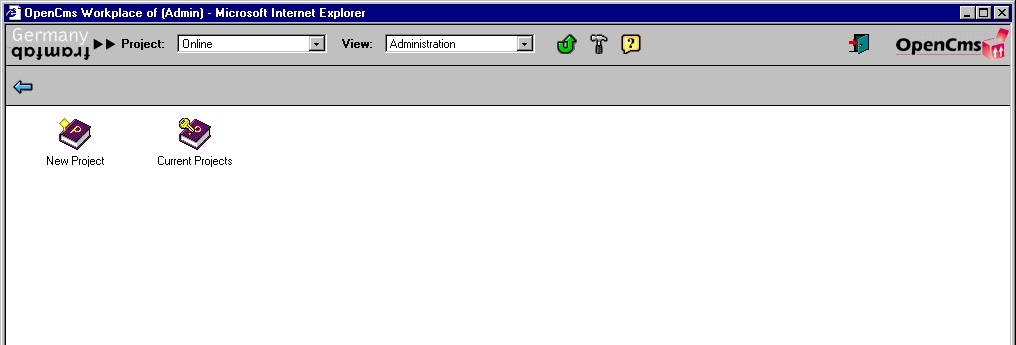 OpenCms Workplace of (Admin) - Microsoft Internet Explorer
Germany
framfab
Project: Online View: Administration ?
OpenCms
New Project Current Projects